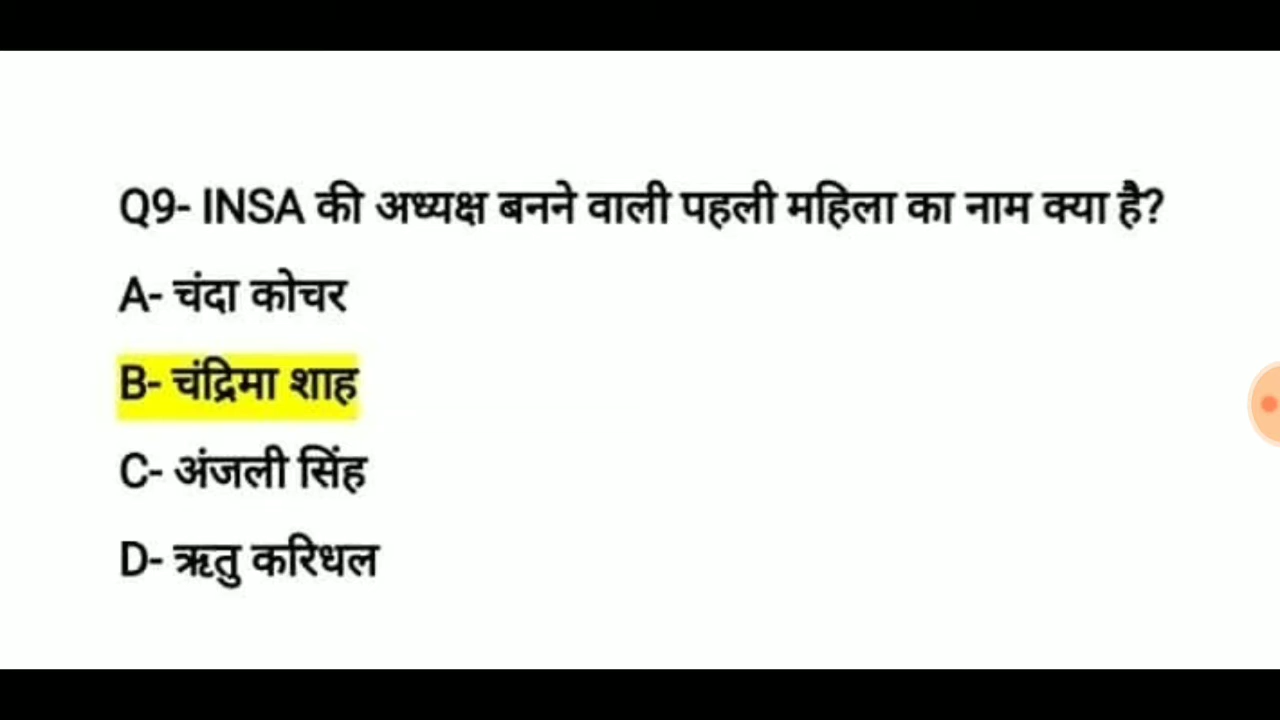 Q9- INSA की अध्यक्ष बनने वाली पहली महिला का नाम क्या है?
A- चंदा कोचर
B- चंद्रिमा शाह
C- अंजली सिंह
D- ऋतु करिधल